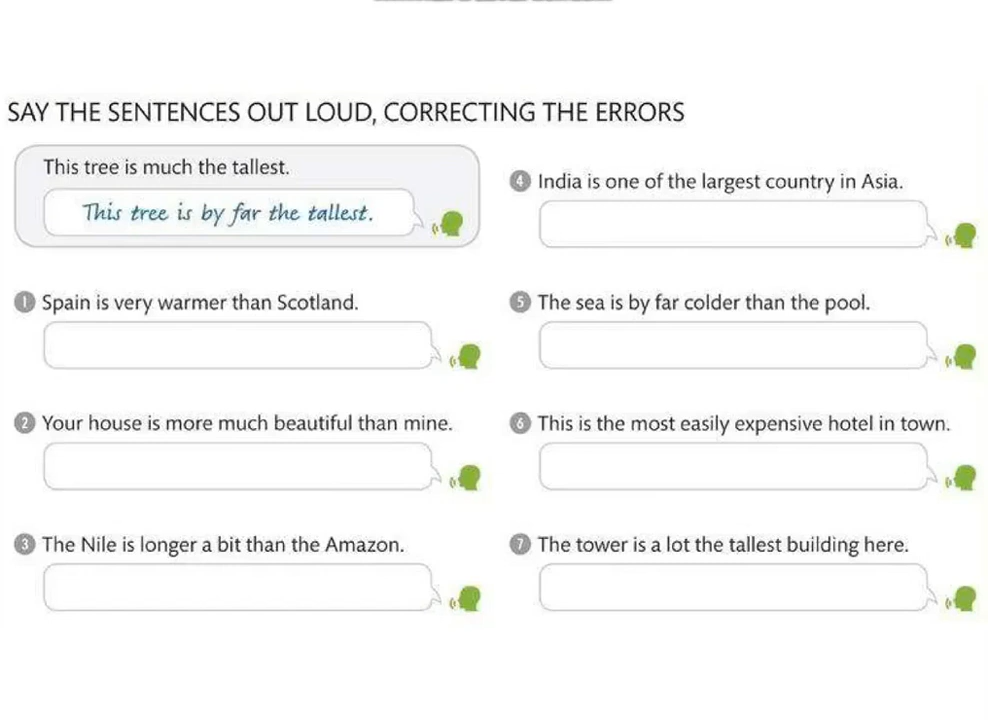 SAY THE SENTENCES OUT LOUD, CORRECTING THE ERRORS
This tree is much the tallest.
This tree is by far the tallest.
1 Spain is very warmer than Scotland.
2 Your house is more much beautiful than mine.
3 The Nile is longer a bit than the Amazon.
4 India is one of the largest country in Asia.
5 The sea is by far colder than the pool.
6 This is the most easily expensive hotel in town.
7 The tower is a lot the tallest building here.